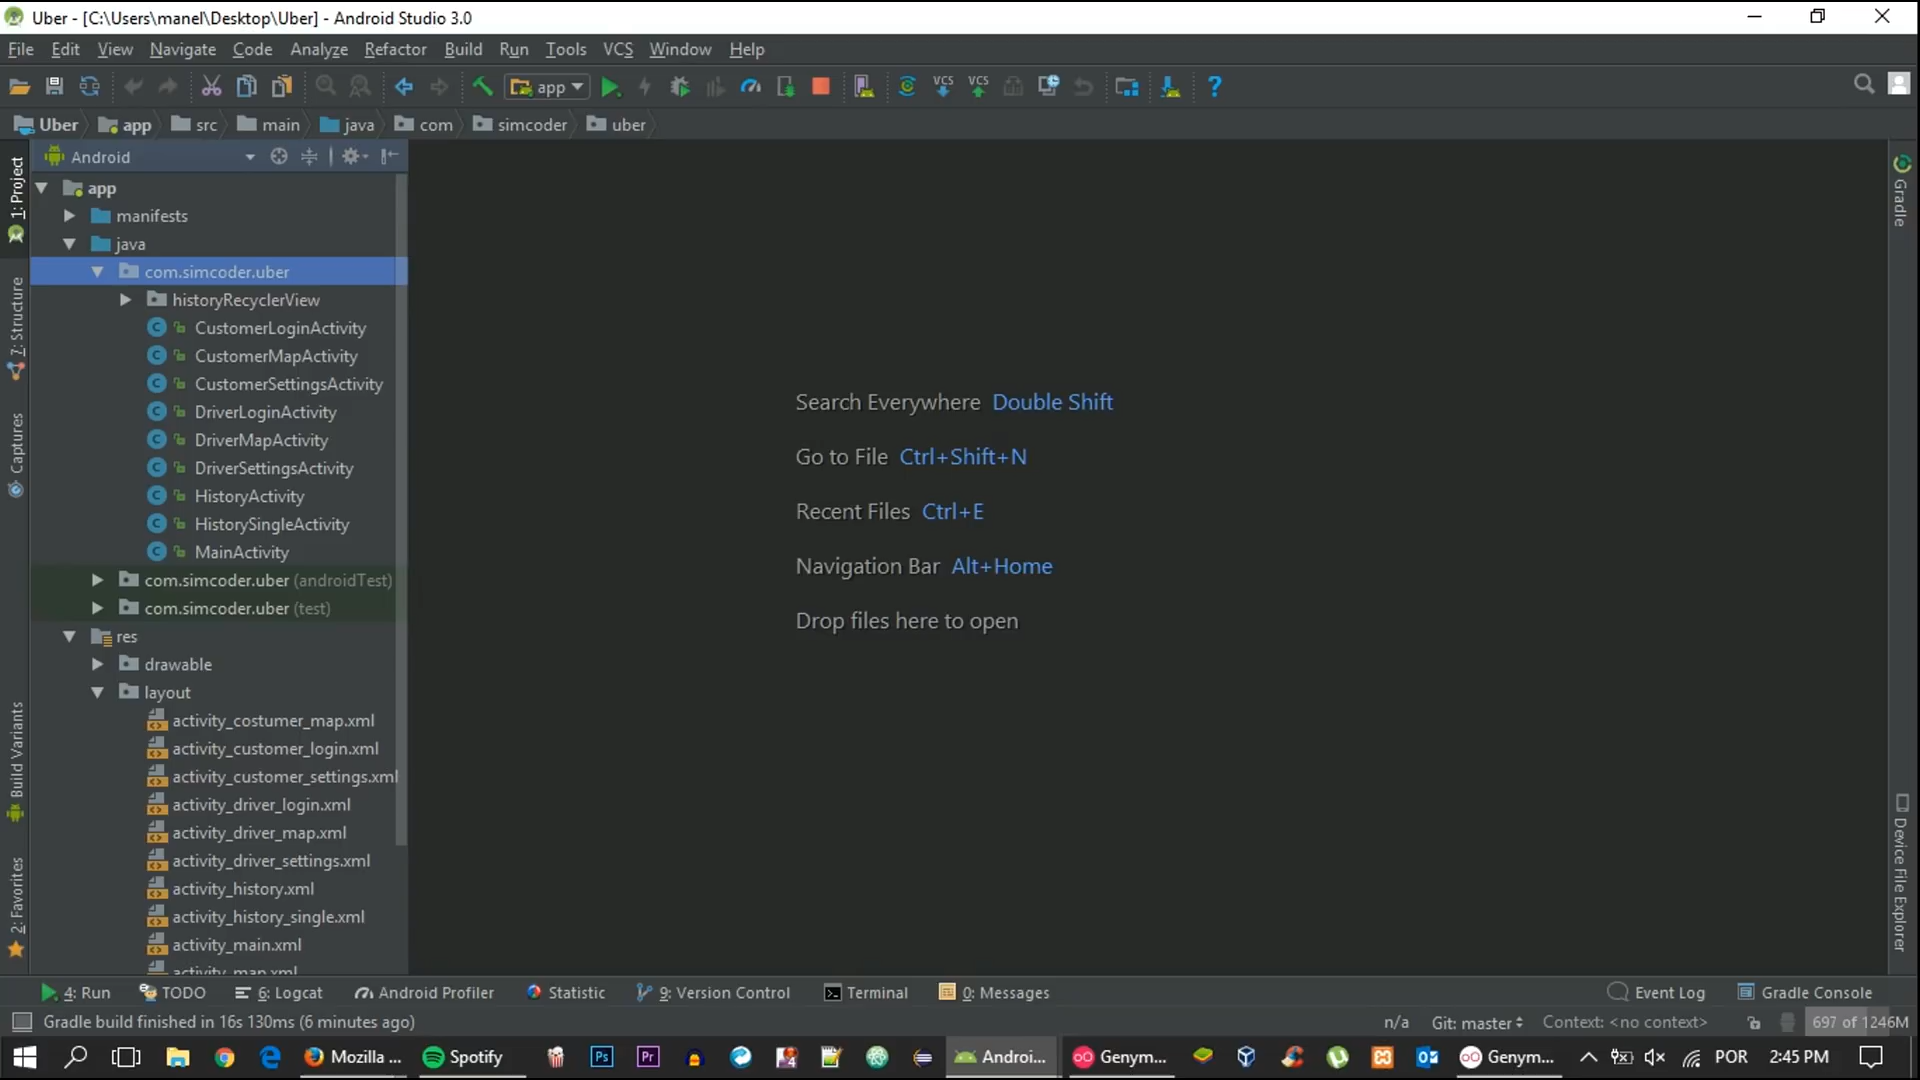 Uber - [C:\Users\manel\Desktop\Uber] - Android Studio 3.0
File Edit View Navigate Code Analyze Refactor Build Run Tools VCS Window Help
app
VCS VCS
Uber app src main java com simcoder uber
Android
app
manifests
java
com.simcoder.uber
historyRecyclerView
CustomerLoginActivity
CustomerMapActivity
CustomerSettingsActivity
DriverLoginActivity
DriverMapActivity
DriverSettingsActivity
HistoryActivity
HistorySingleActivity
MainActivity
com.simcoder.uber (androidTest)
com.simcoder.uber (test)
res
drawable
layout
activity_costumer_map.xml
activity_customer_login.xml
activity_customer_settings.xml
activity_driver_login.xml
activity_driver_map.xml
activity_driver_settings.xml
activity_history.xml
activity_history_single.xml
activity_main.xml
activity_map.xml
1: Project
7: Structure
Captures
Build Variants
2: Favorites
Search Everywhere Double Shift
Go to File Ctrl+Shift+N
Recent Files Ctrl+E
Navigation Bar Alt+Home
Drop files here to open
Gradle
Device File Explorer
4: Run TODO 6: Logcat Android Profiler Statistic 9: Version Control Terminal 0: Messages Event Log Gradle Console
Gradle build finished in 16s 130ms (6 minutes ago) n/a Git: master Context: <no context> 697 of 1246M
Mozilla ... Spotify Ps Pr Androi... Genym... Genym... POR 2:45 PM